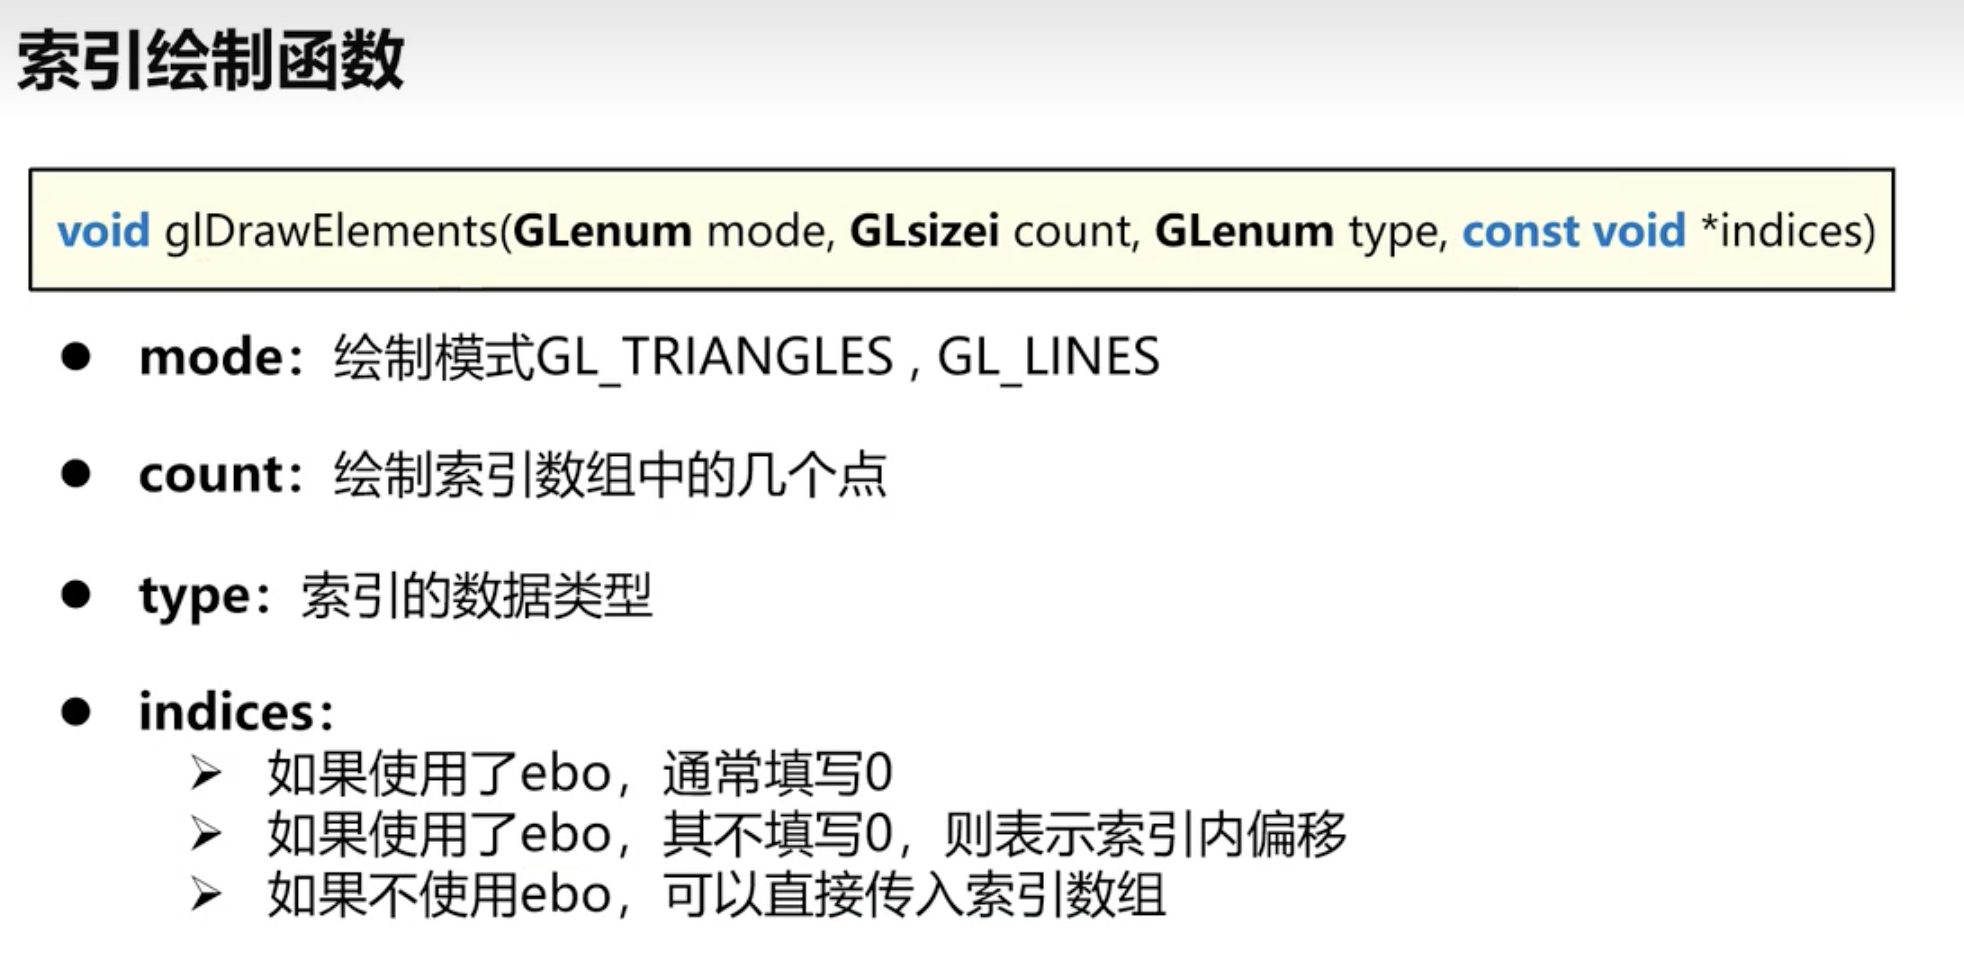 索引绘制函数
void glDrawElements(GLenum mode, GLsizei count, GLenum type, const void *indices)
● mode：绘制模式GL_TRIANGLES , GL_LINES
● count：绘制索引数组中的几个点
● type：索引的数据类型
● indices：
➢ 如果使用了ebo，通常填写0
➢ 如果使用了ebo，其不填写0，则表示索引内偏移
➢ 如果不使用ebo，可以直接传入索引数组